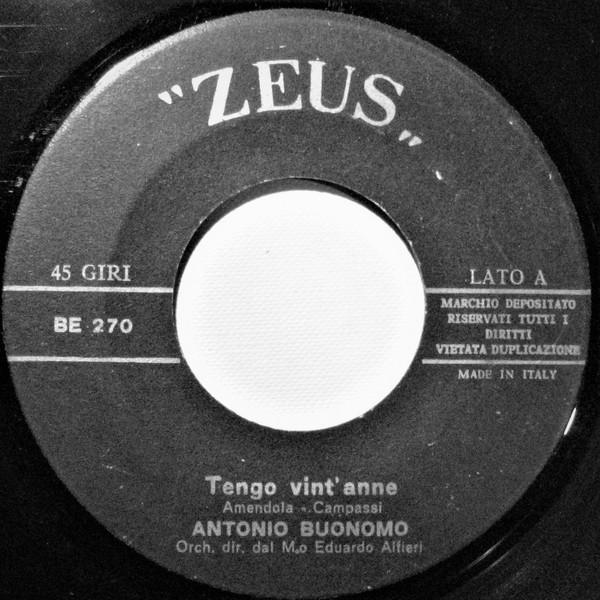 "ZEUS"
45 GIRI
BE 270
LATO A
MARCHIO DEPOSITATO
RISERVATI TUTTI I
DIRITTI
VIETATA DUPLICAZIONE
MADE IN ITALY
Tengo vint'anne
Amendola - Campassi
ANTONIO BUONOMO
Orch. dir. dal M.o Eduardo Alfieri